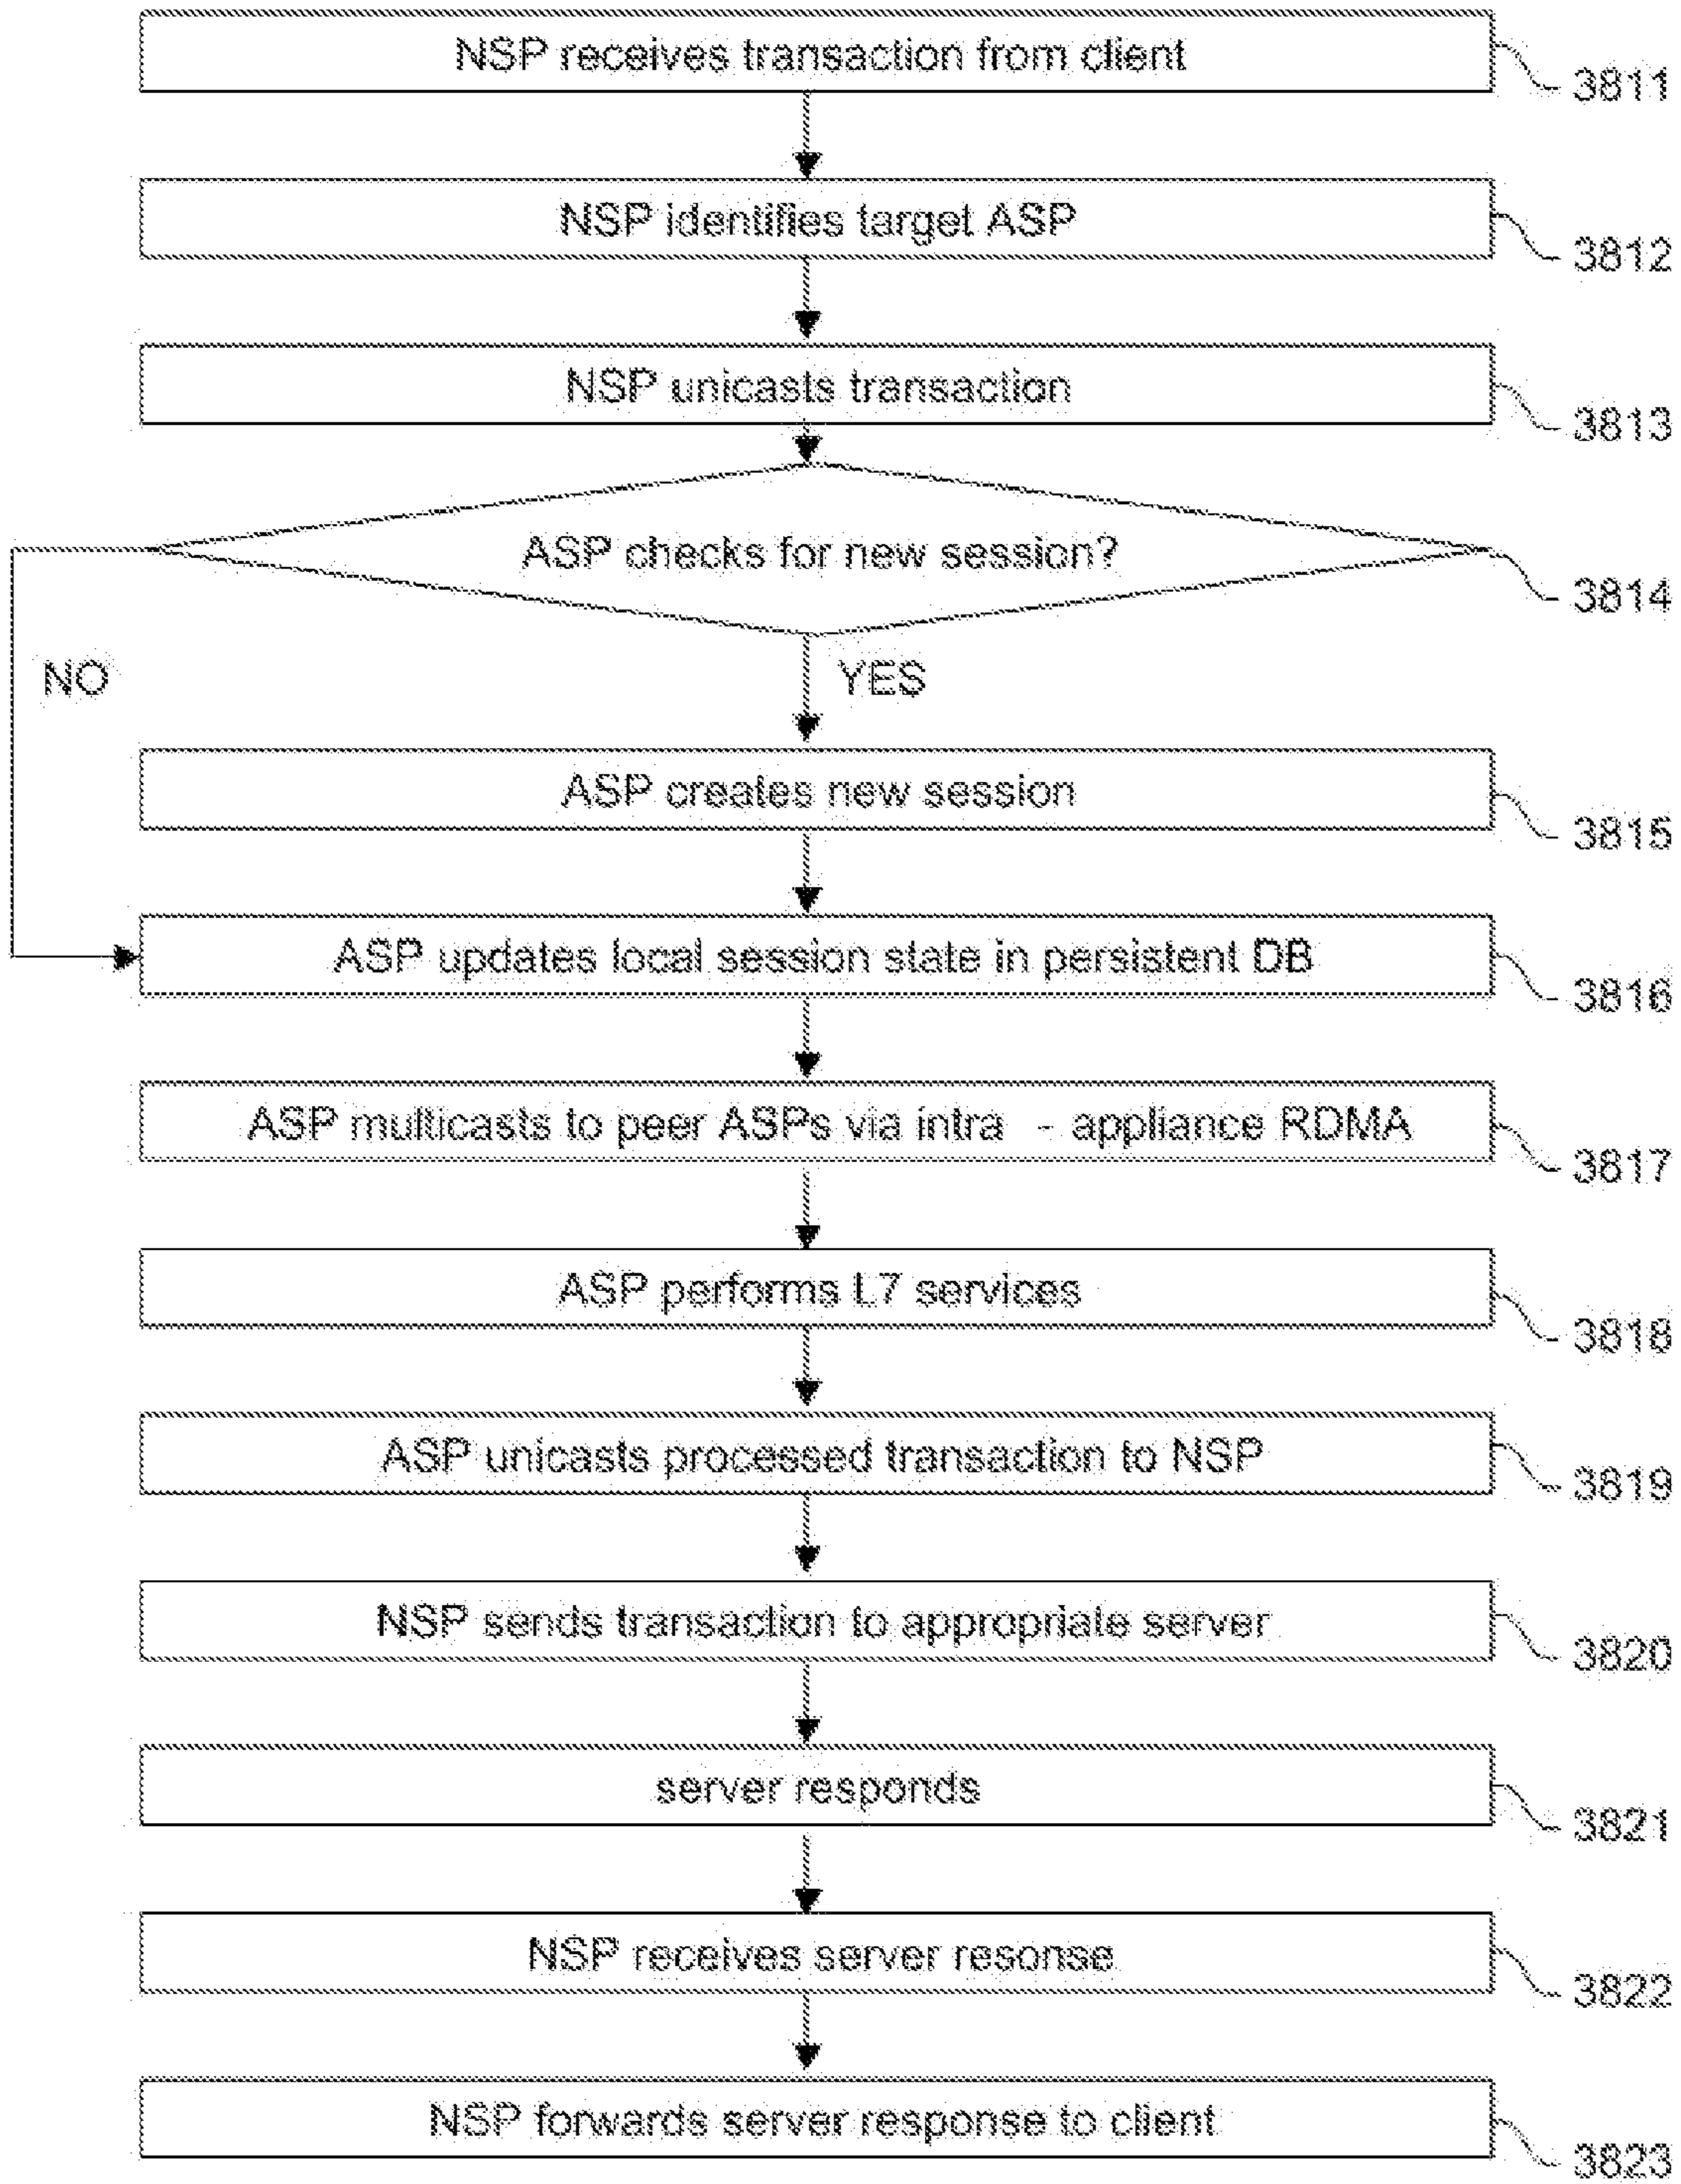 NSP receives transaction from client
3811
NSP identifies target ASP
3812
NSP unicasts transaction
3813
ASP checks for new session?
3814
NO
YES
ASP creates new session
3815
ASP updates local session state in persistent DB
3816
ASP multicasts to peer ASPs via intra - appliance RDMA
3817
ASP performs L7 services
3818
ASP unicasts processed transaction to NSP
3819
NSP sends transaction to appropriate server
3820
server responds
3821
NSP receives server resonse
3822
NSP forwards server response to client
3823